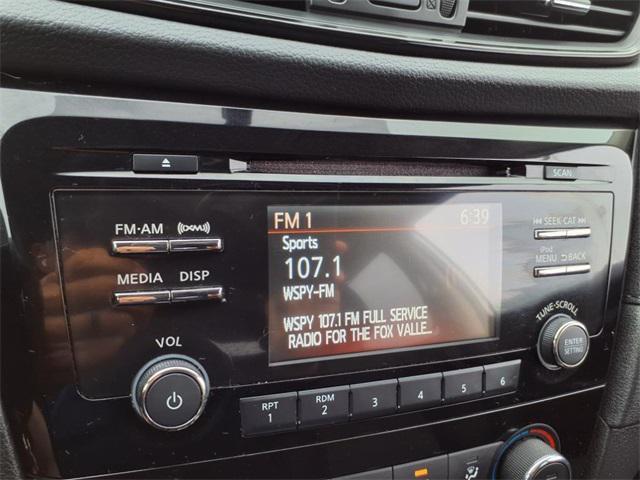 SCAN
FM·AM ((XM))
MEDIA DISP
VOL
FM 1 6:39
Sports
107.1
WSPY-FM
WSPY 107.1 FM FULL SERVICE
RADIO FOR THE FOX VALLE...
SEEK·CAT
iPod
MENU BACK
TUNE·SCROLL
ENTER
SETTING
RPT
1
RDM
2
3
4
5
6